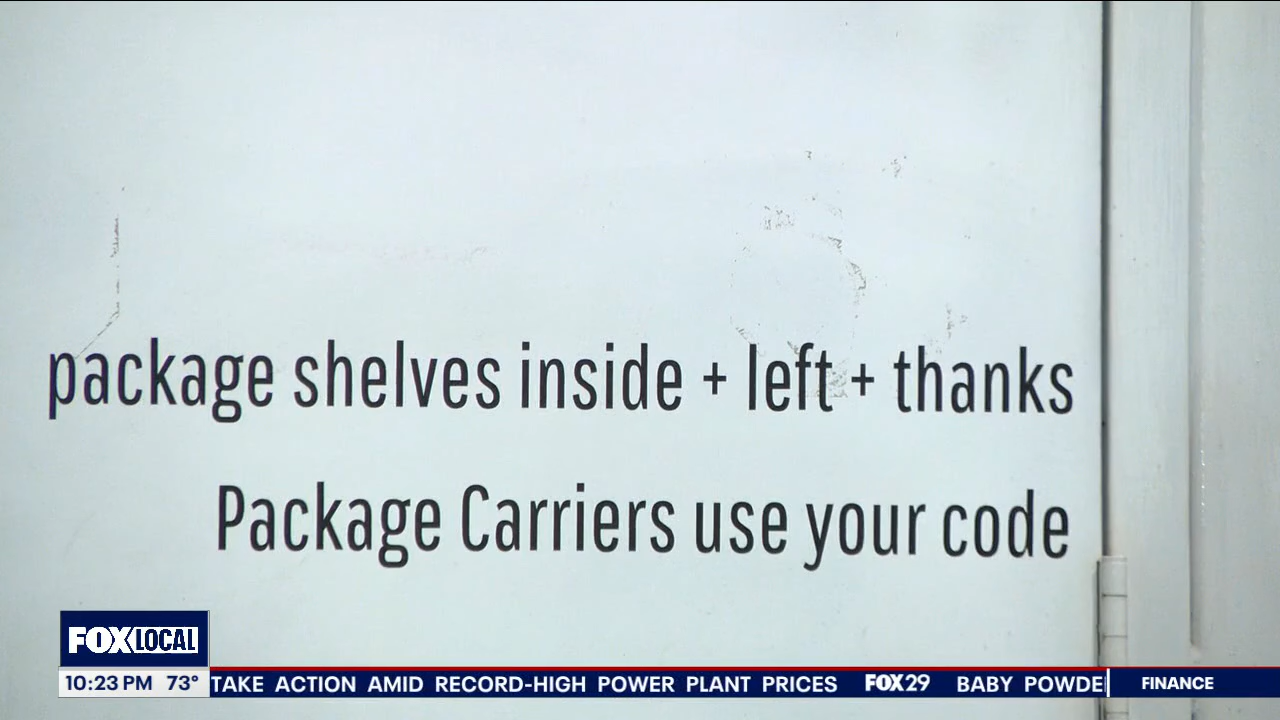 package shelves inside + left + thanks
Package Carriers use your code
FOX LOCAL
10:23 PM 73°
TAKE ACTION AMID RECORD-HIGH POWER PLANT PRICES FOX 29 BABY POWDE
FINANCE